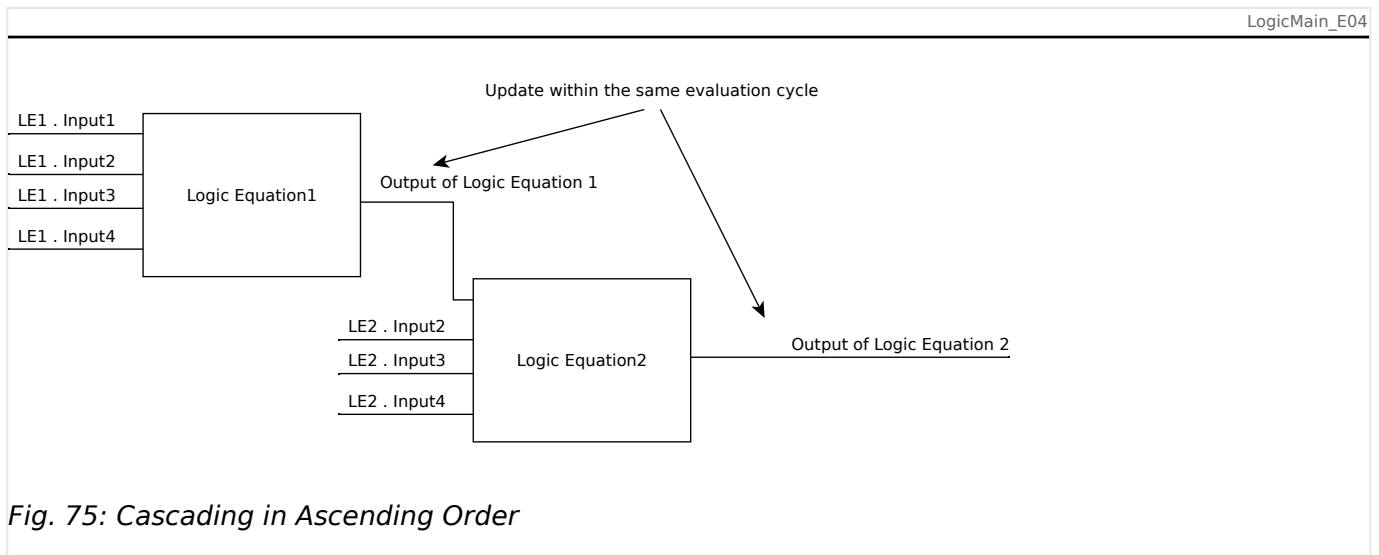 LogicMain_E04
Update within the same evaluation cycle
LE1 . Input1
LE1 . Input2
LE1 . Input3
LE1 . Input4
Logic Equation1
Output of Logic Equation 1
LE2 . Input2
LE2 . Input3
LE2 . Input4
Logic Equation2
Output of Logic Equation 2
Fig. 75: Cascading in Ascending Order